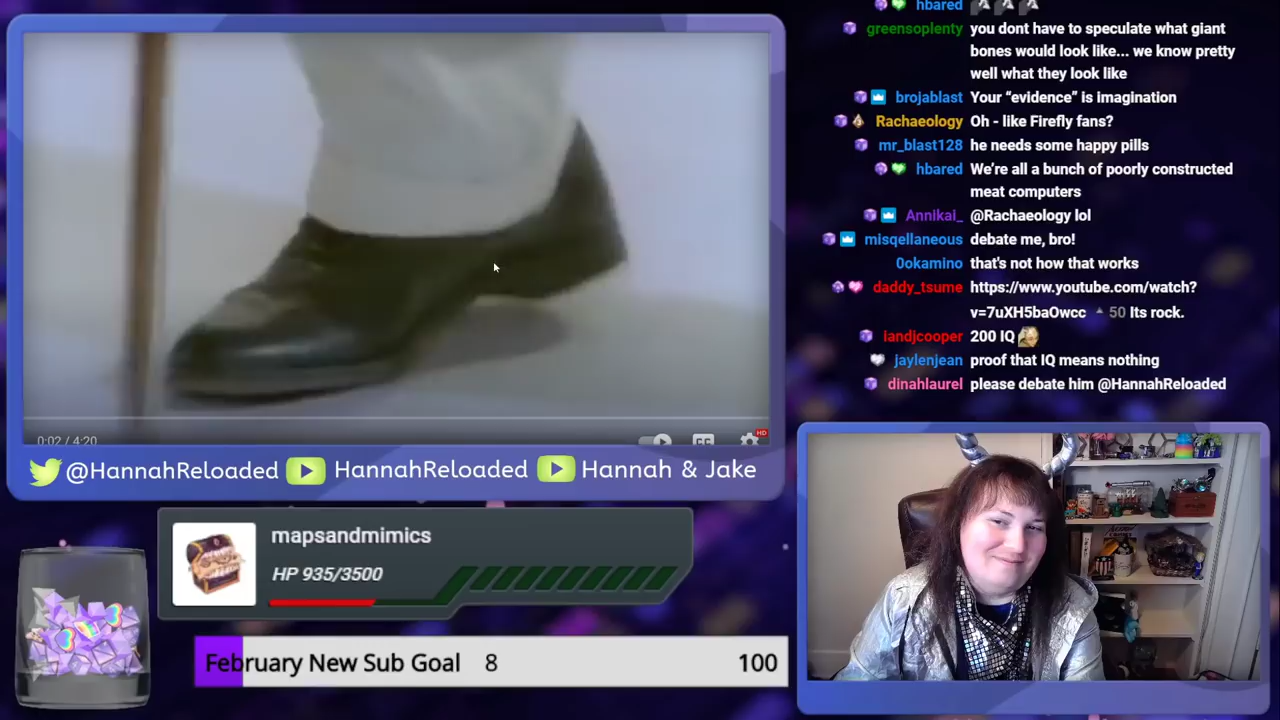 hbared
greensoplenty you dont have to speculate what giant
bones would look like... we know pretty
well what they look like
brojablast Your “evidence” is imagination
Rachaeology Oh - like Firefly fans?
mr_blast128 he needs some happy pills
hbared We’re all a bunch of poorly constructed
meat computers
Annikai_ @Rachaeology lol
misqellaneous debate me, bro!
0okamino that's not how that works
daddy_tsume https://www.youtube.com/watch?
v=7uXH5baOwcc 50 Its rock.
iandjcooper 200 IQ
jaylenjean proof that IQ means nothing
dinahlaurel please debate him @HannahReloaded
0:02 / 4:20
CC
HD
@HannahReloaded HannahReloaded Hannah & Jake
mapsandmimics
HP 935/3500
February New Sub Goal 8 100